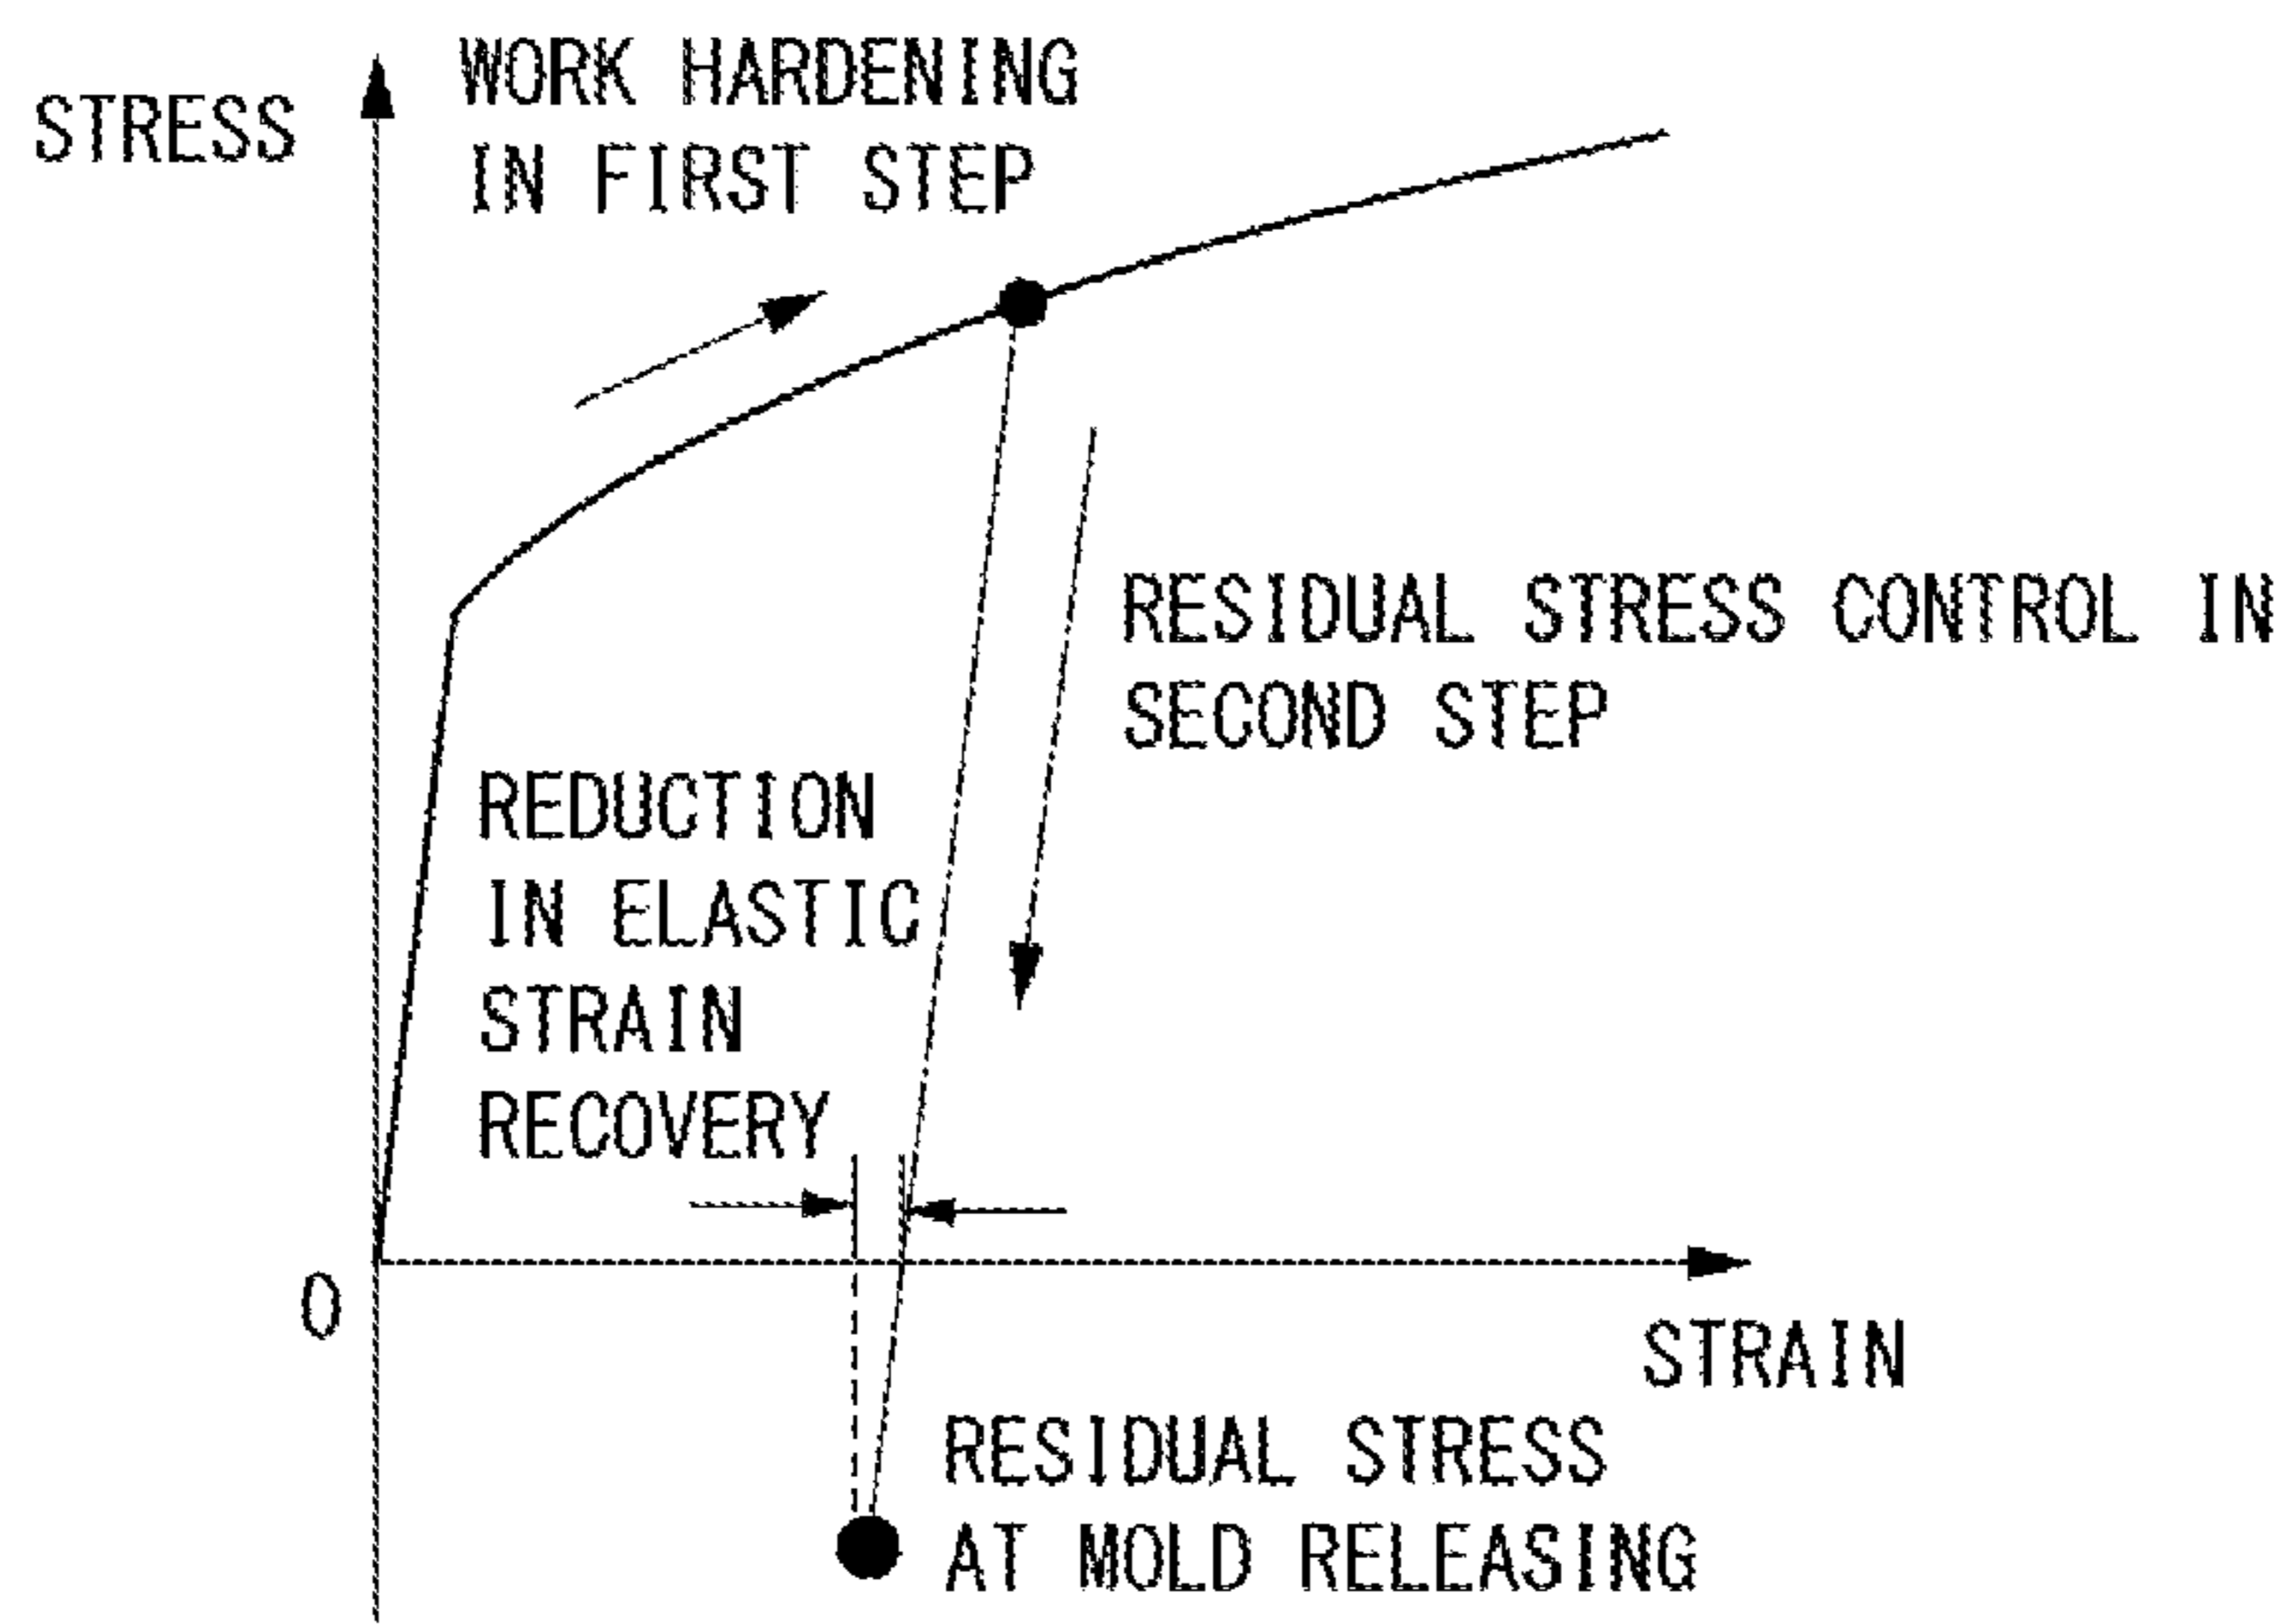 STRESS
WORK HARDENING
IN FIRST STEP
RESIDUAL STRESS CONTROL IN
SECOND STEP
REDUCTION
IN ELASTIC
STRAIN
RECOVERY
0
STRAIN
RESIDUAL STRESS
AT MOLD RELEASING